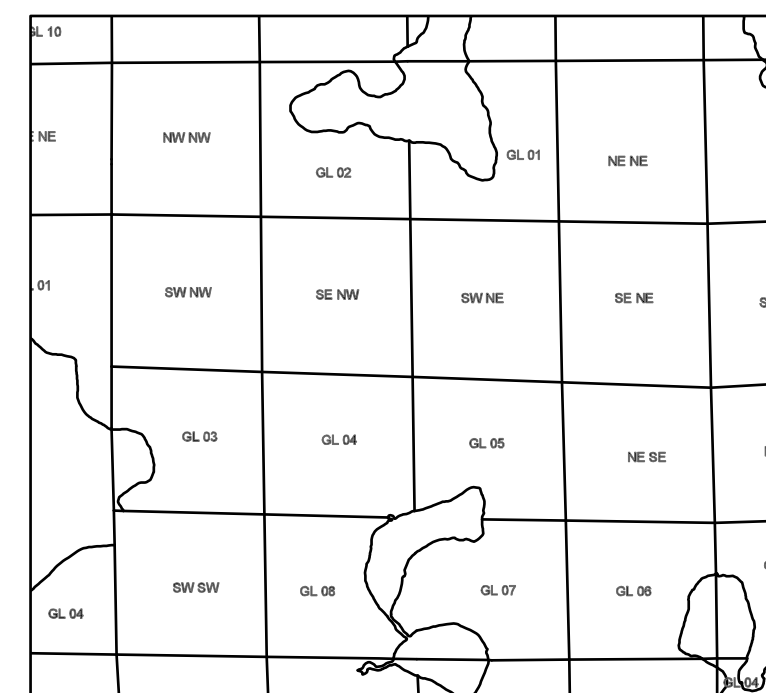 GL 10
E NE
NW NW
GL 02
GL 01
NE NE
01
SW NW
SE NW
SW NE
SE NE
S
GL 03
GL 04
GL 05
NE SE
GL 04
SW SW
GL 08
GL 07
GL 06
GL 04